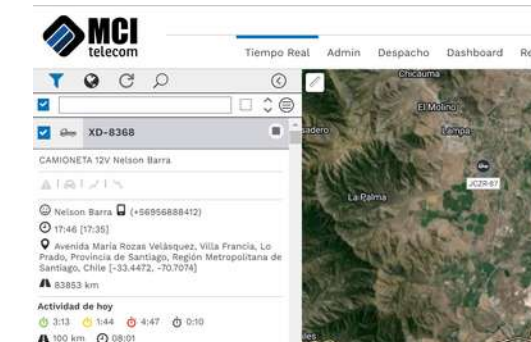 MCI
telecom
Tiempo Real Admin Despacho Dashboard Re
XD-8368
CAMIONETA 12V Nelson Barra
Nelson Barra (+56956888412)
17:46 [17:35]
Avenida María Rozas Velásquez, Villa Francia, Lo
Prado, Provincia de Santiago, Región Metropolitana de
Santiago, Chile [-33.4472, -70.7074]
83853 km
Actividad de hoy
3:13 1:44 4:47 0:10
100 km 08:01
Chicauma
El Molino
sadero
Lampa
JCZR-87
La Palma
les